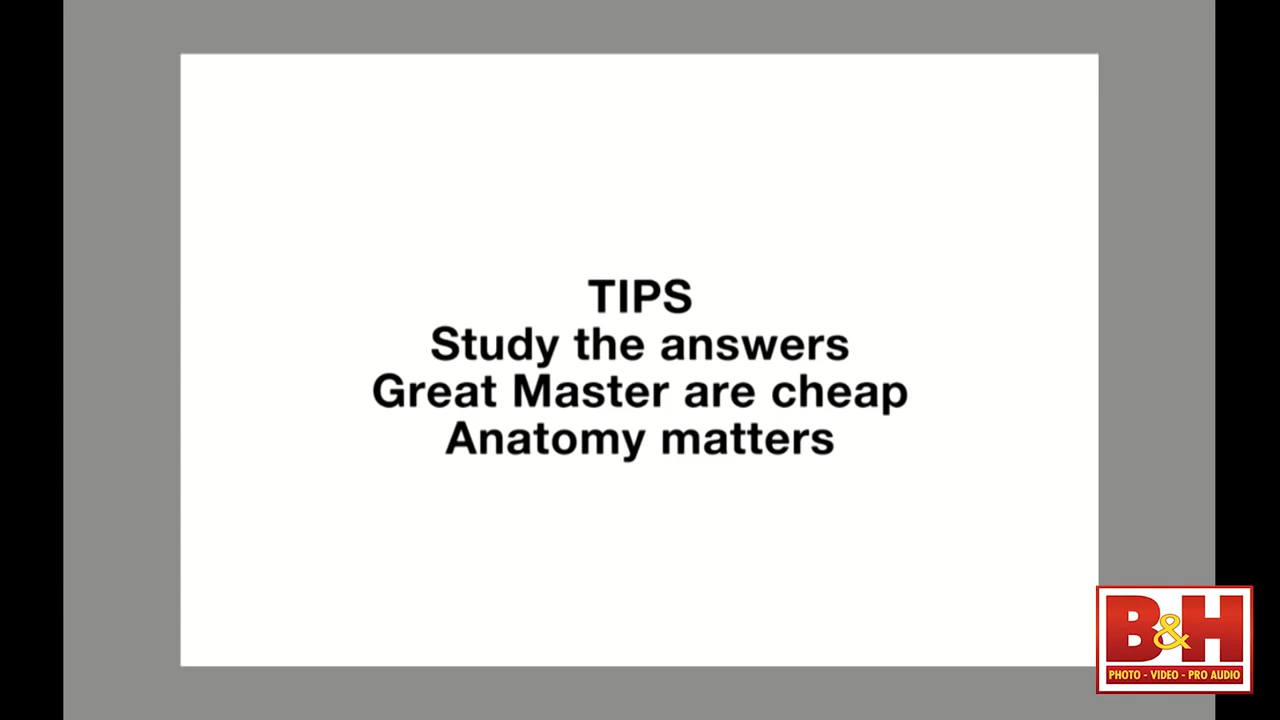 TIPS
Study the answers
Great Master are cheap
Anatomy matters
B&H
PHOTO - VIDEO - PRO AUDIO